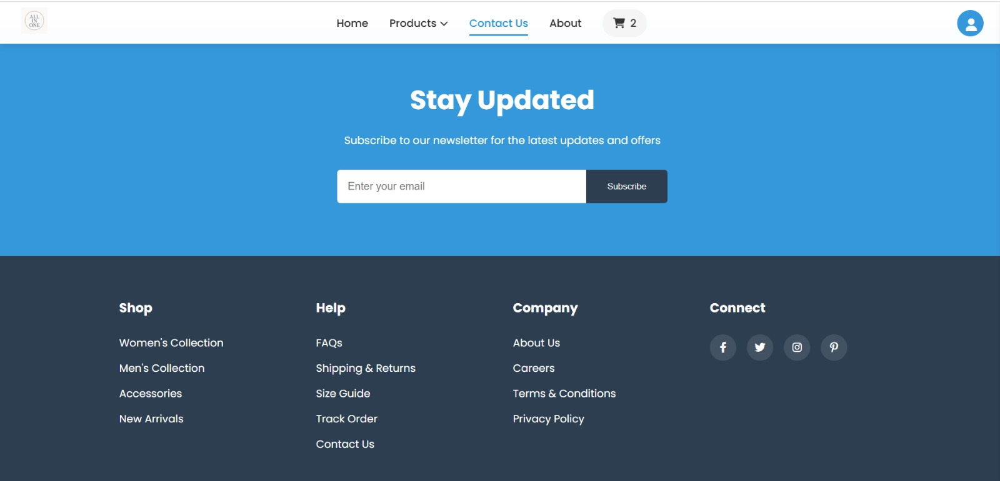 ALL
IN
ONE
Home
Products
Contact Us
About
2
Stay Updated
Subscribe to our newsletter for the latest updates and offers
Enter your email
Subscribe
Shop
Women's Collection
Men's Collection
Accessories
New Arrivals
Help
FAQs
Shipping & Returns
Size Guide
Track Order
Contact Us
Company
About Us
Careers
Terms & Conditions
Privacy Policy
Connect